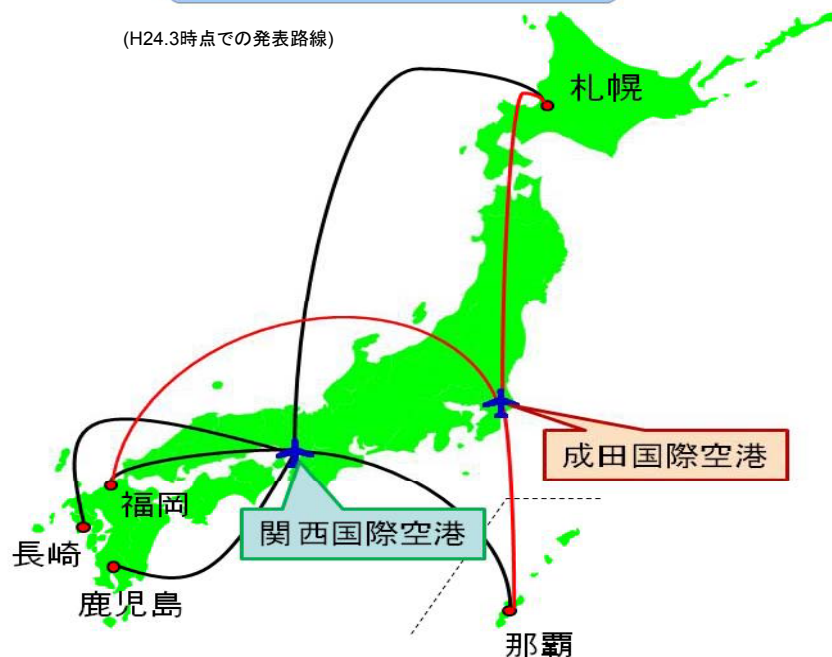 (H24.3時点での発表路線)
札幌
成田国際空港
福岡
関西国際空港
長崎
鹿児島
那覇